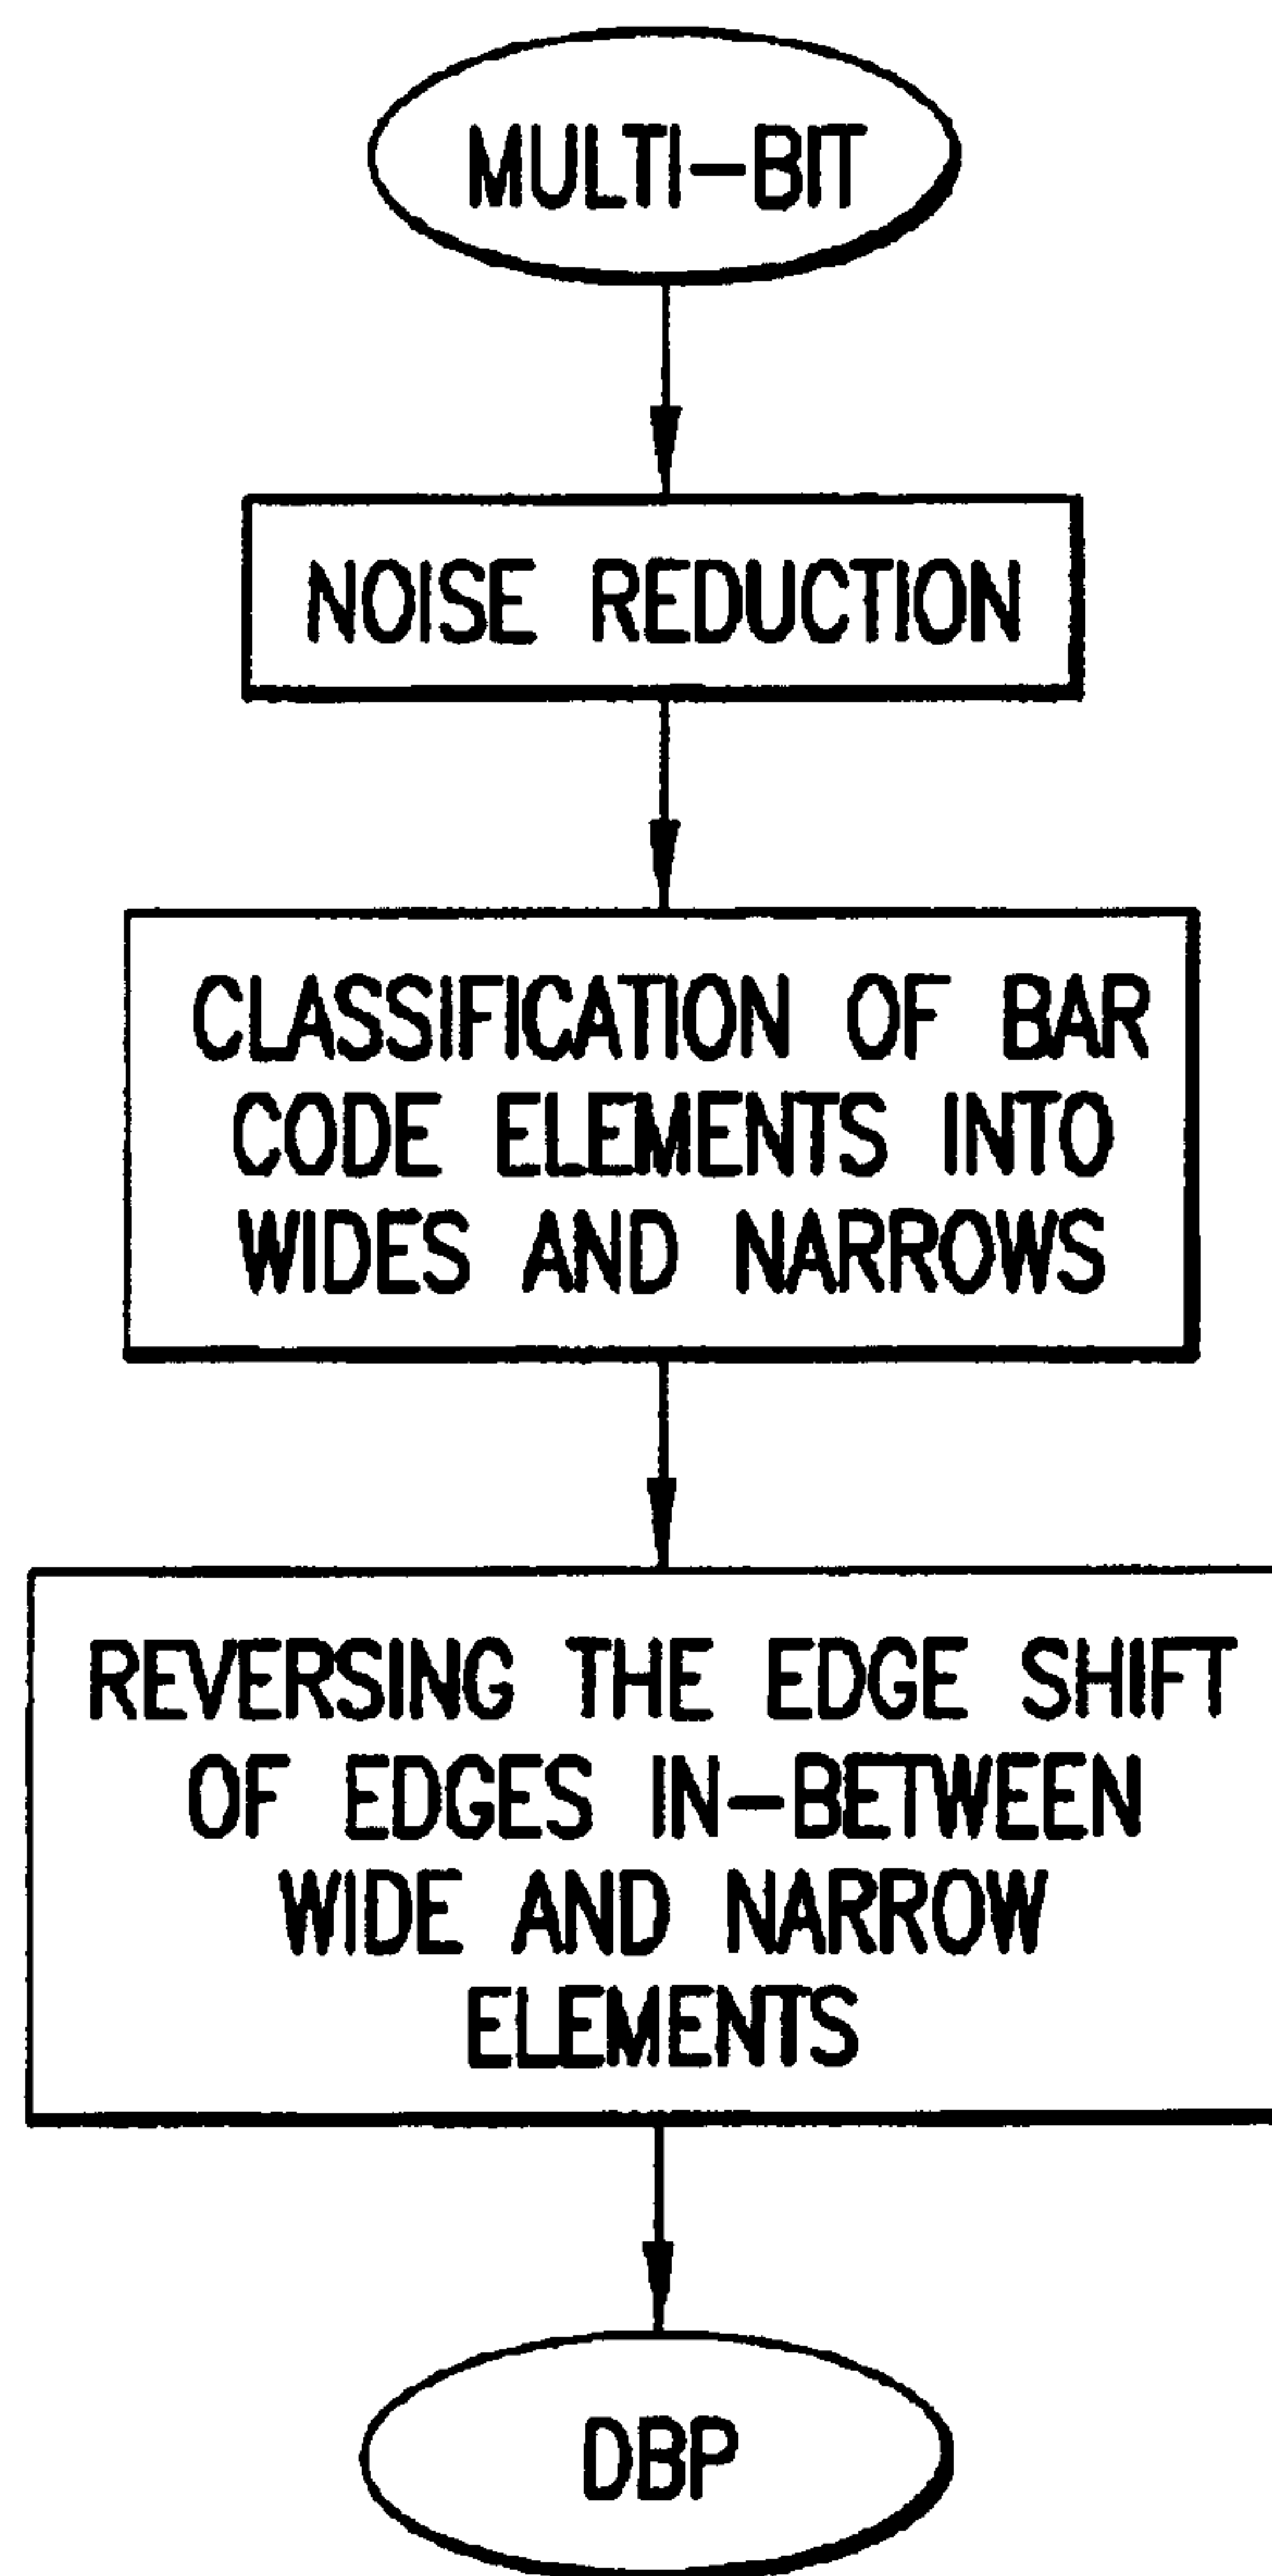 MULTI-BIT
NOISE REDUCTION
CLASSIFICATION OF BAR
CODE ELEMENTS INTO
WIDES AND NARROWS
REVERSING THE EDGE SHIFT
OF EDGES IN-BETWEEN
WIDE AND NARROW
ELEMENTS
DBP